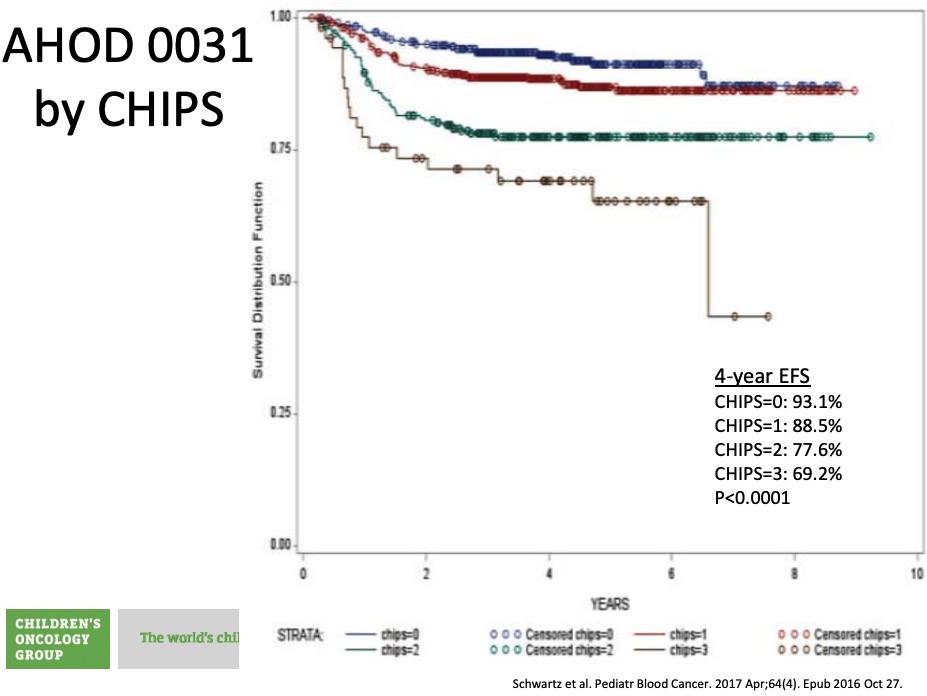 AHOD 0031
by CHIPS
1.00
0.75
0.50
0.25
0.00
Survival Distribution Function
4-year EFS
CHIPS=0: 93.1%
CHIPS=1: 88.5%
CHIPS=2: 77.6%
CHIPS=3: 69.2%
P<0.0001
0 2 4 6 8 10
YEARS
STRATA: chips=0 Censored chips=0 chips=1 Censored chips=1
chips=2 Censored chips=2 chips=3 Censored chips=3
CHILDREN'S
ONCOLOGY
GROUP
The world's chil
Schwartz et al. Pediatr Blood Cancer. 2017 Apr;64(4). Epub 2016 Oct 27.